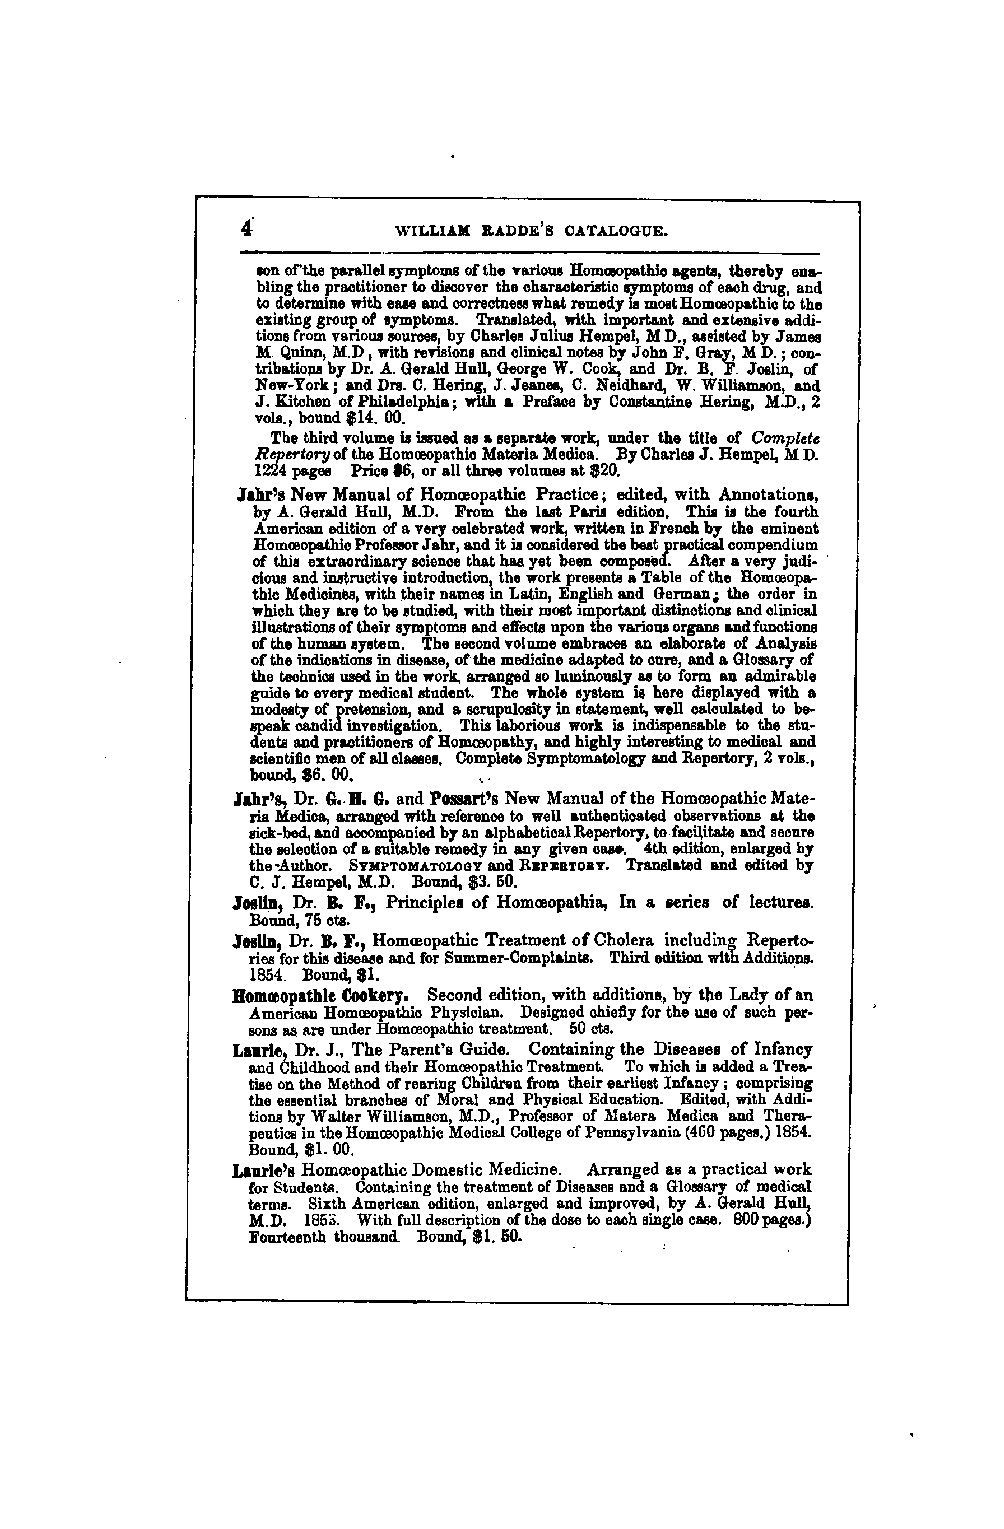 4 WILLIAM RADDE'S CATALOGUE.
son of the parallel symptoms of the various Homœopathic agents, thereby ena-
bling the practitioner to discover the characteristic symptoms of each drug, and
to determine with ease and correctness what remedy is most Homœopathic to the
existing group of symptoms. Translated, with important and extensive addi-
tions from various sources, by Charles Julius Hempel, M D., assisted by James
M. Quinn, M.D, with revisions and clinical notes by John F. Gray, M D.; con-
tributions by Dr. A. Gerald Hull, George W. Cook, and Dr. B. F. Joslin, of
New-York; and Drs. C. Hering, J. Jeanes, C. Neidhard, W. Williamson, and
J. Kitchen of Philadelphia; with a Preface by Constantine Hering, M.D., 2
vols., bound $14. 00.
The third volume is issued as a separate work, under the title of Complete
Repertory of the Homœopathic Materia Medica. By Charles J. Hempel, M D.
1224 pages Price $6, or all three volumes at $20.
Jahr's New Manual of Homœopathic Practice; edited, with Annotations,
by A. Gerald Hull, M.D. From the last Paris edition. This is the fourth
American edition of a very celebrated work, written in French by the eminent
Homœopathic Professor Jahr, and it is considered the best practical compendium
of this extraordinary science that has yet been composed. After a very judi-
cious and instructive introduction, the work presents a Table of the Homœopa-
thic Medicines, with their names in Latin, English and German; the order in
which they are to be studied, with their most important distinctions and clinical
illustrations of their symptoms and effects upon the various organs and functions
of the human system. The second volume embraces an elaborate of Analysis
of the indications in disease, of the medicine adapted to cure, and a Glossary of
the technics used in the work, arranged so luminously as to form an admirable
guide to every medical student. The whole system is here displayed with a
modesty of pretension, and a scrupulosity in statement, well calculated to be-
speak candid investigation. This laborious work is indispensable to the stu-
dents and practitioners of Homœopathy, and highly interesting to medical and
scientific men of all classes. Complete Symptomatology and Repertory, 2 vols.,
bound, $6. 00.
Jahr's, Dr. G. H. G. and Possart's New Manual of the Homœopathic Mate-
ria Medica, arranged with reference to well authenticated observations at the
sick-bed, and accompanied by an alphabetical Repertory, to facilitate and secure
the selection of a suitable remedy in any given case. 4th edition, enlarged by
the Author. SYMPTOMATOLOGY and REPERTORY. Translated and edited by
C. J. Hempel, M.D. Bound, $3. 50.
Joslin, Dr. B. F., Principles of Homœopathia, In a series of lectures.
Bound, 75 cts.
Joslin, Dr. B. F., Homœopathic Treatment of Cholera including Reperto-
ries for this disease and for Summer-Complaints. Third edition with Additions.
1854. Bound, $1.
Homœopathic Cookery. Second edition, with additions, by the Lady of an
American Homœopathic Physician. Designed chiefly for the use of such per-
sons as are under Homœopathic treatment. 50 cts.
Laurie, Dr. J., The Parent's Guide. Containing the Diseases of Infancy
and Childhood and their Homœopathic Treatment. To which is added a Trea-
tise on the Method of rearing Children from their earliest Infancy; comprising
the essential branches of Moral and Physical Education. Edited, with Addi-
tions by Walter Williamson, M.D., Professor of Matera Medica and Thera-
peutics in the Homœopathic Medical College of Pennsylvania (460 pages.) 1854.
Bound, $1. 00.
Laurie's Homœopathic Domestic Medicine. Arranged as a practical work
for Students. Containing the treatment of Diseases and a Glossary of medical
terms. Sixth American edition, enlarged and improved, by A. Gerald Hull,
M.D. 1853. With full description of the dose to each single case. 800 pages.)
Fourteenth thousand. Bound, $1. 50.